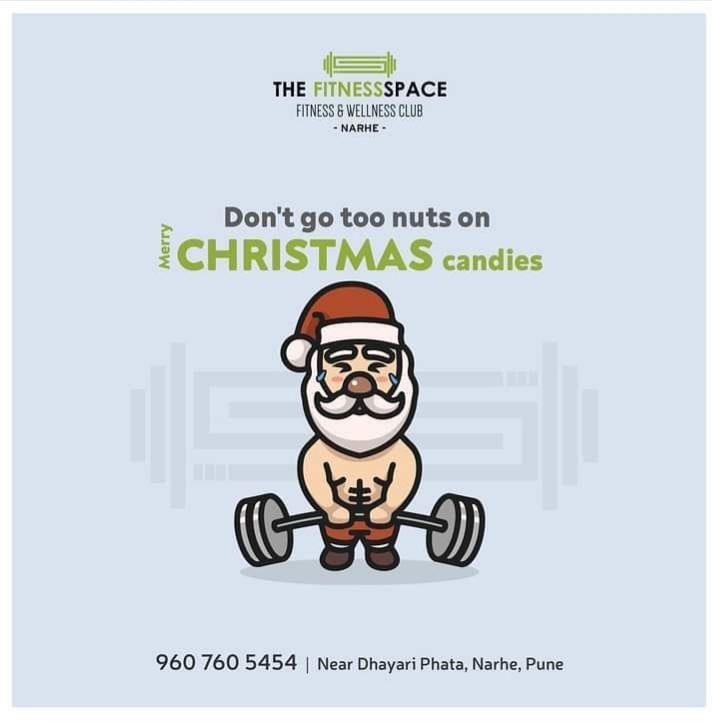 THE FITNESSSPACE
FITNESS & WELLNESS CLUB
- NARHE -
Don't go too nuts on
Merry CHRISTMAS candies
960 760 5454 | Near Dhayari Phata, Narhe, Pune